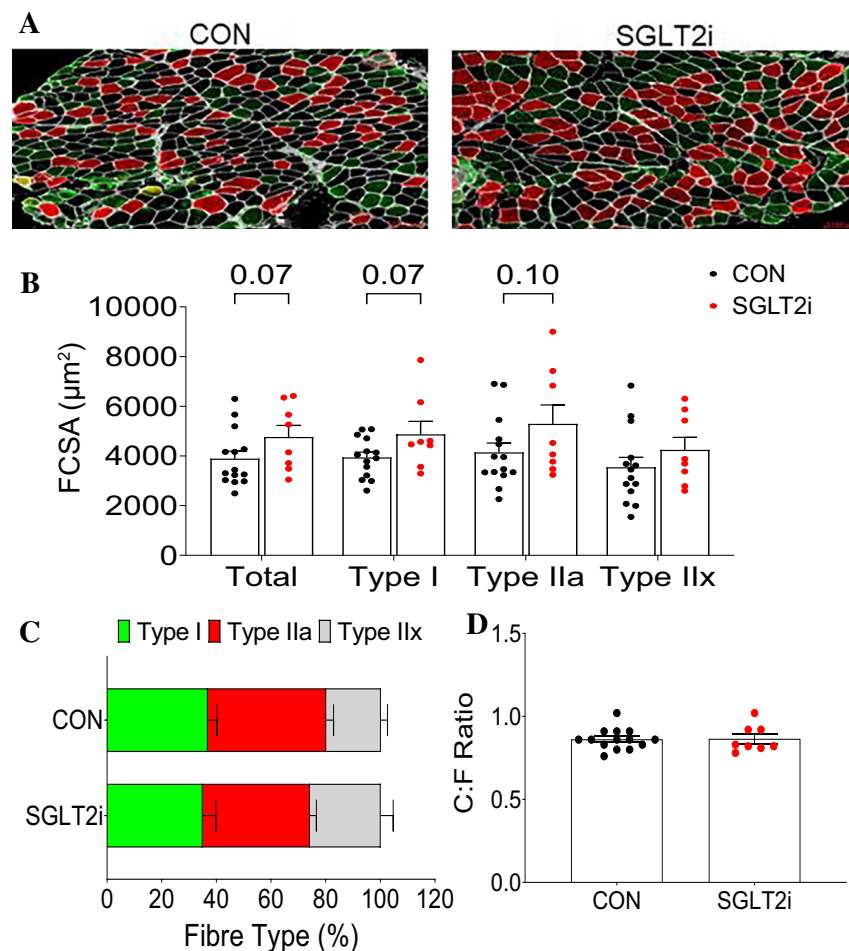 A
CON
SGLT2i
B
0.07
0.07
0.10
CON
SGLT2i
10000
8000
6000
4000
2000
0
FCSA (µm²)
Total
Type I
Type IIa
Type IIx
C
Type I
Type IIa
Type IIx
CON
SGLT2i
0 20 40 60 80 100 120
Fibre Type (%)
D
1.5
1.0
0.5
0.0
C:F Ratio
CON
SGLT2i